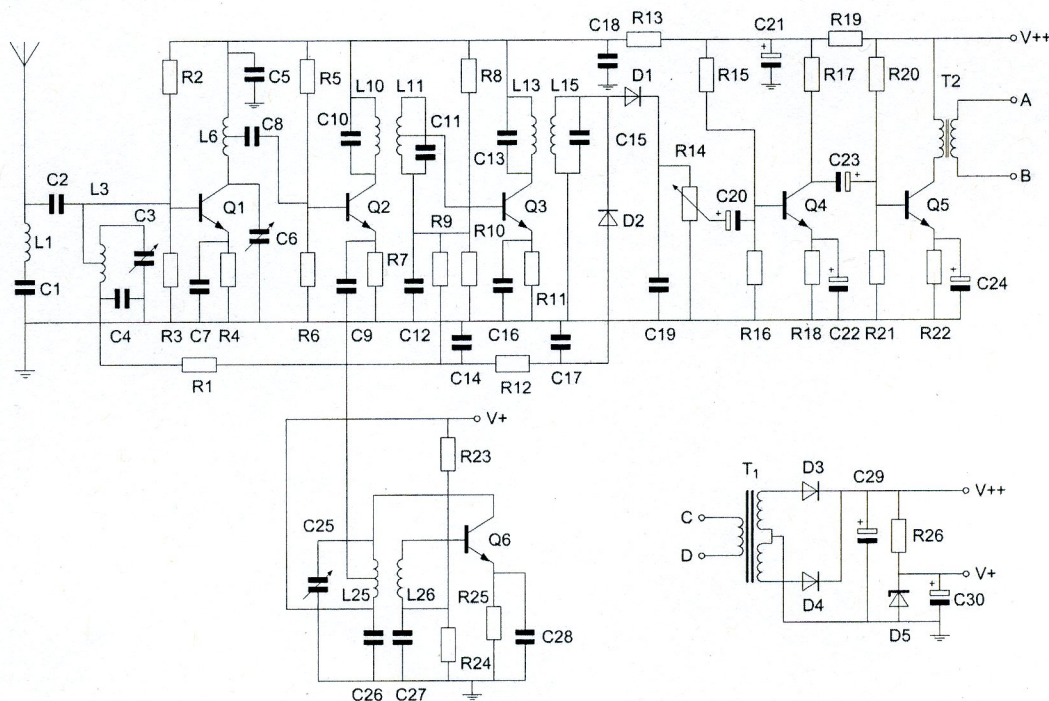 C18 R13 C21 R19 V++
R2 C5 R5 L10 L11 R8 L13 L15 D1 R15 R17 R20 T2
L6 C8 C10 C11 C13 C15 A
C2 L3 R14 C23 B
C3 Q1 Q2 Q3 C20 Q4 Q5
L1 C6 R7 R9 R10 D2
C1 R11 C24
C4 R3 C7 R4 R6 C9 C12 C16 C19 R16 R18 C22 R21 R22
R1 C14 R12 C17
V+
R23
T1 D3 C29 V++
C25 Q6 C R26
D V+
L25 L26 R25 D4 D5 C30
R24 C28
C26 C27
+
+
+
+
+
+
+